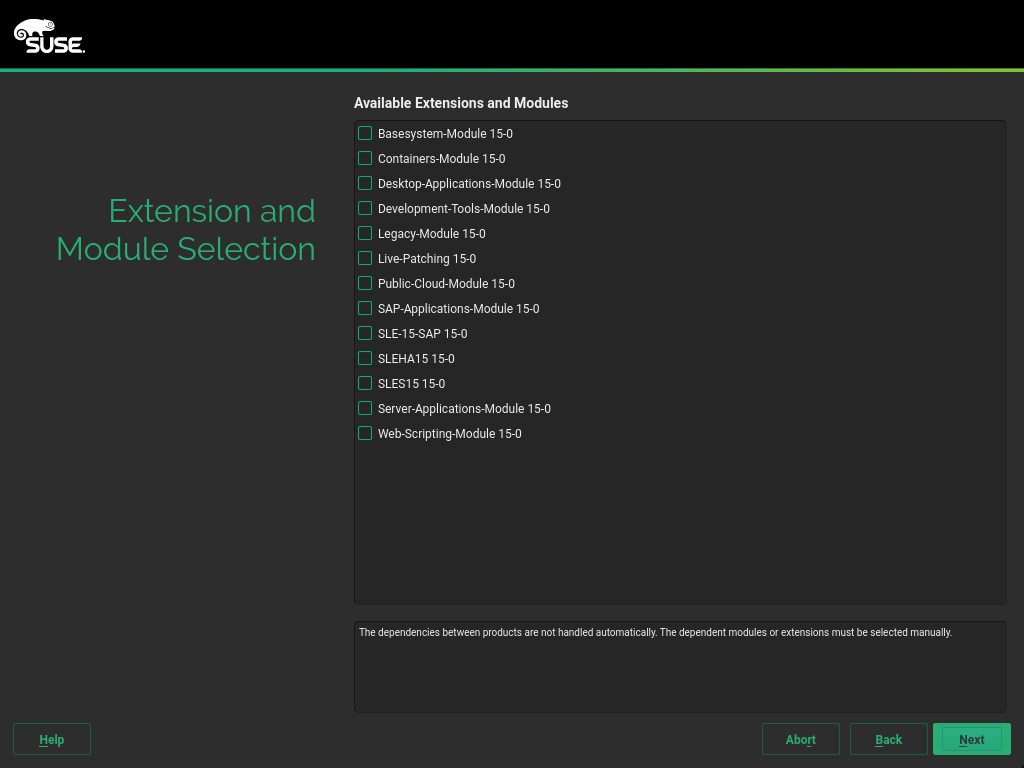 SUSE.
Available Extensions and Modules
Extension and
Module Selection
Basesystem-Module 15-0
Containers-Module 15-0
Desktop-Applications-Module 15-0
Development-Tools-Module 15-0
Legacy-Module 15-0
Live-Patching 15-0
Public-Cloud-Module 15-0
SAP-Applications-Module 15-0
SLE-15-SAP 15-0
SLEHA15 15-0
SLES15 15-0
Server-Applications-Module 15-0
Web-Scripting-Module 15-0
The dependencies between products are not handled automatically. The dependent modules or extensions must be selected manually.
Help
Abort
Back
Next